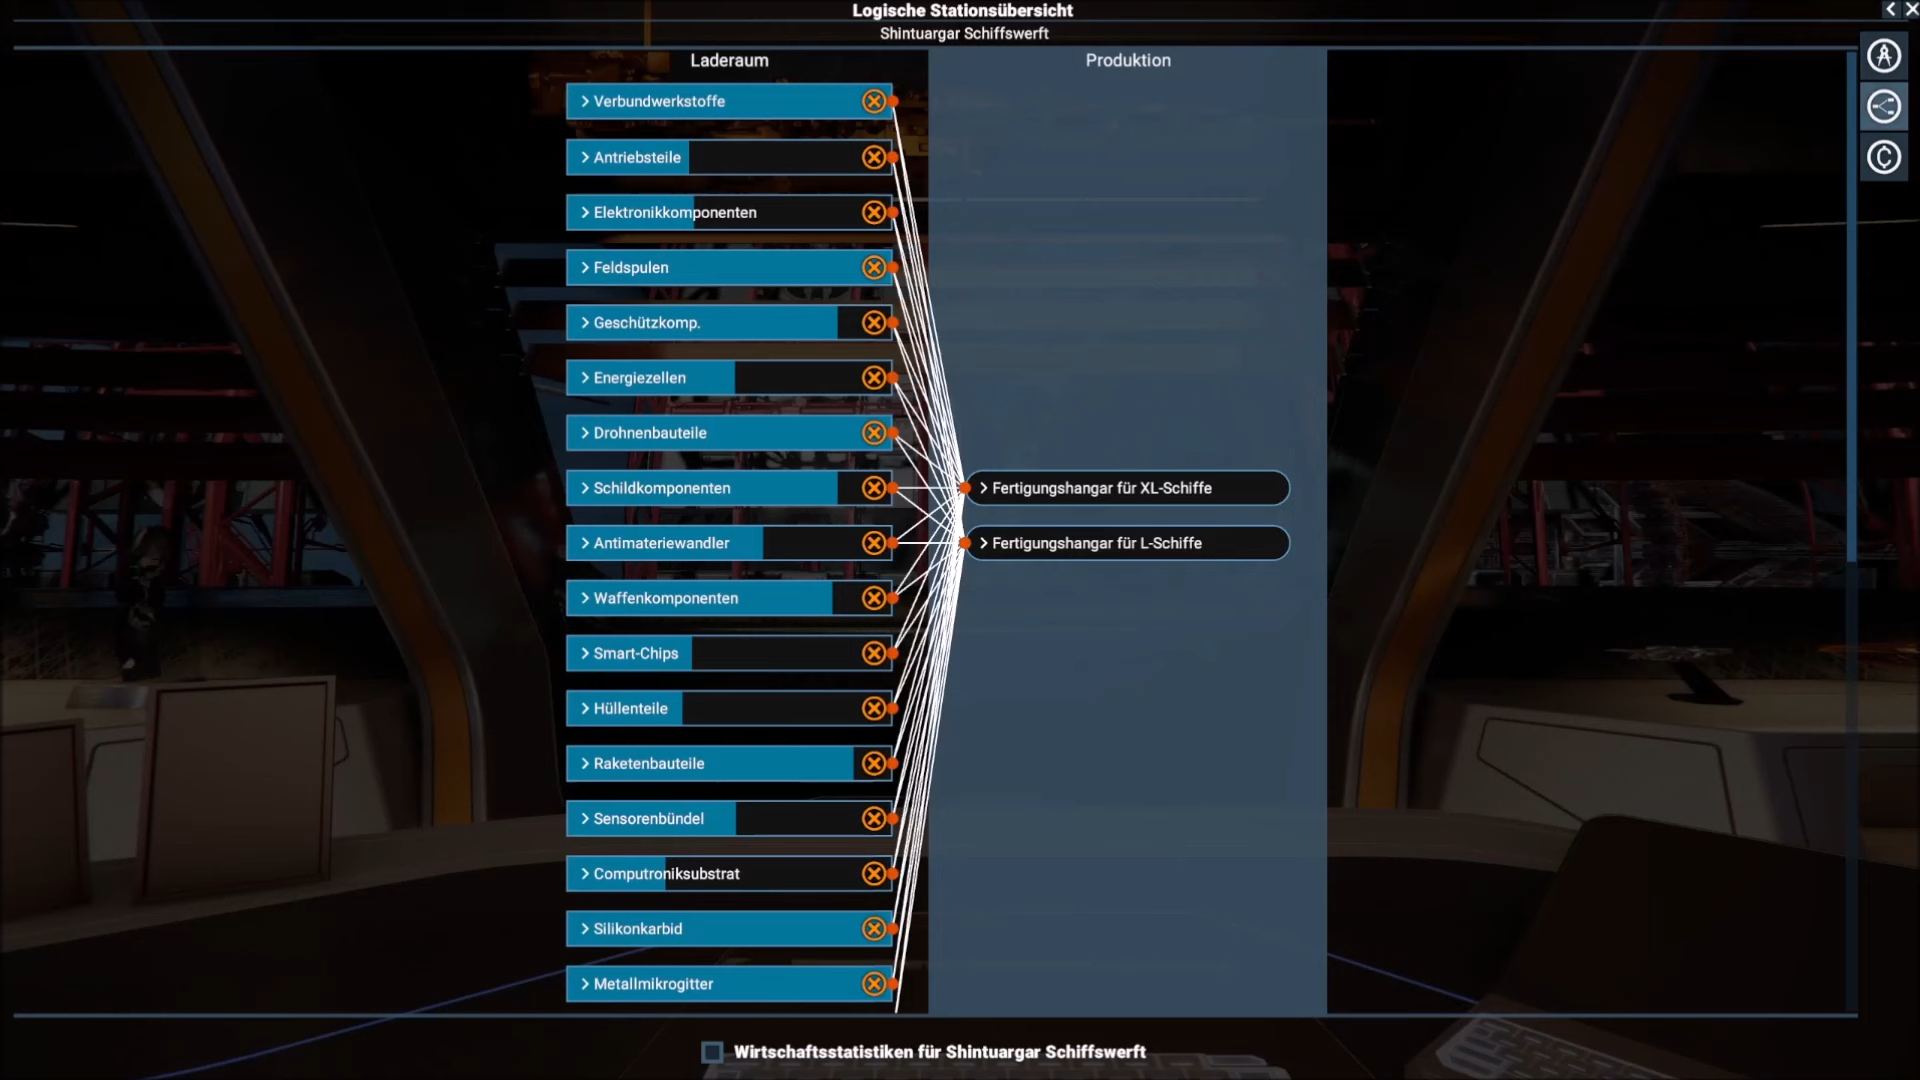 Logische Stationsübersicht
Shintuargar Schiffswerft
Laderaum
Produktion
Verbundwerkstoffe
Antriebsteile
Elektronikkomponenten
Feldspulen
Geschützkomp.
Energiezellen
Drohnenbauteile
Schildkomponenten
Fertigungshangar für XL-Schiffe
Antimateriewandler
Fertigungshangar für L-Schiffe
Waffenkomponenten
Smart-Chips
Hüllenteile
Raketenbauteile
Sensorenbündel
Computroniksubstrat
Silikonkarbid
Metallmikrogitter
Wirtschaftsstatistiken für Shintuargar Schiffswerft